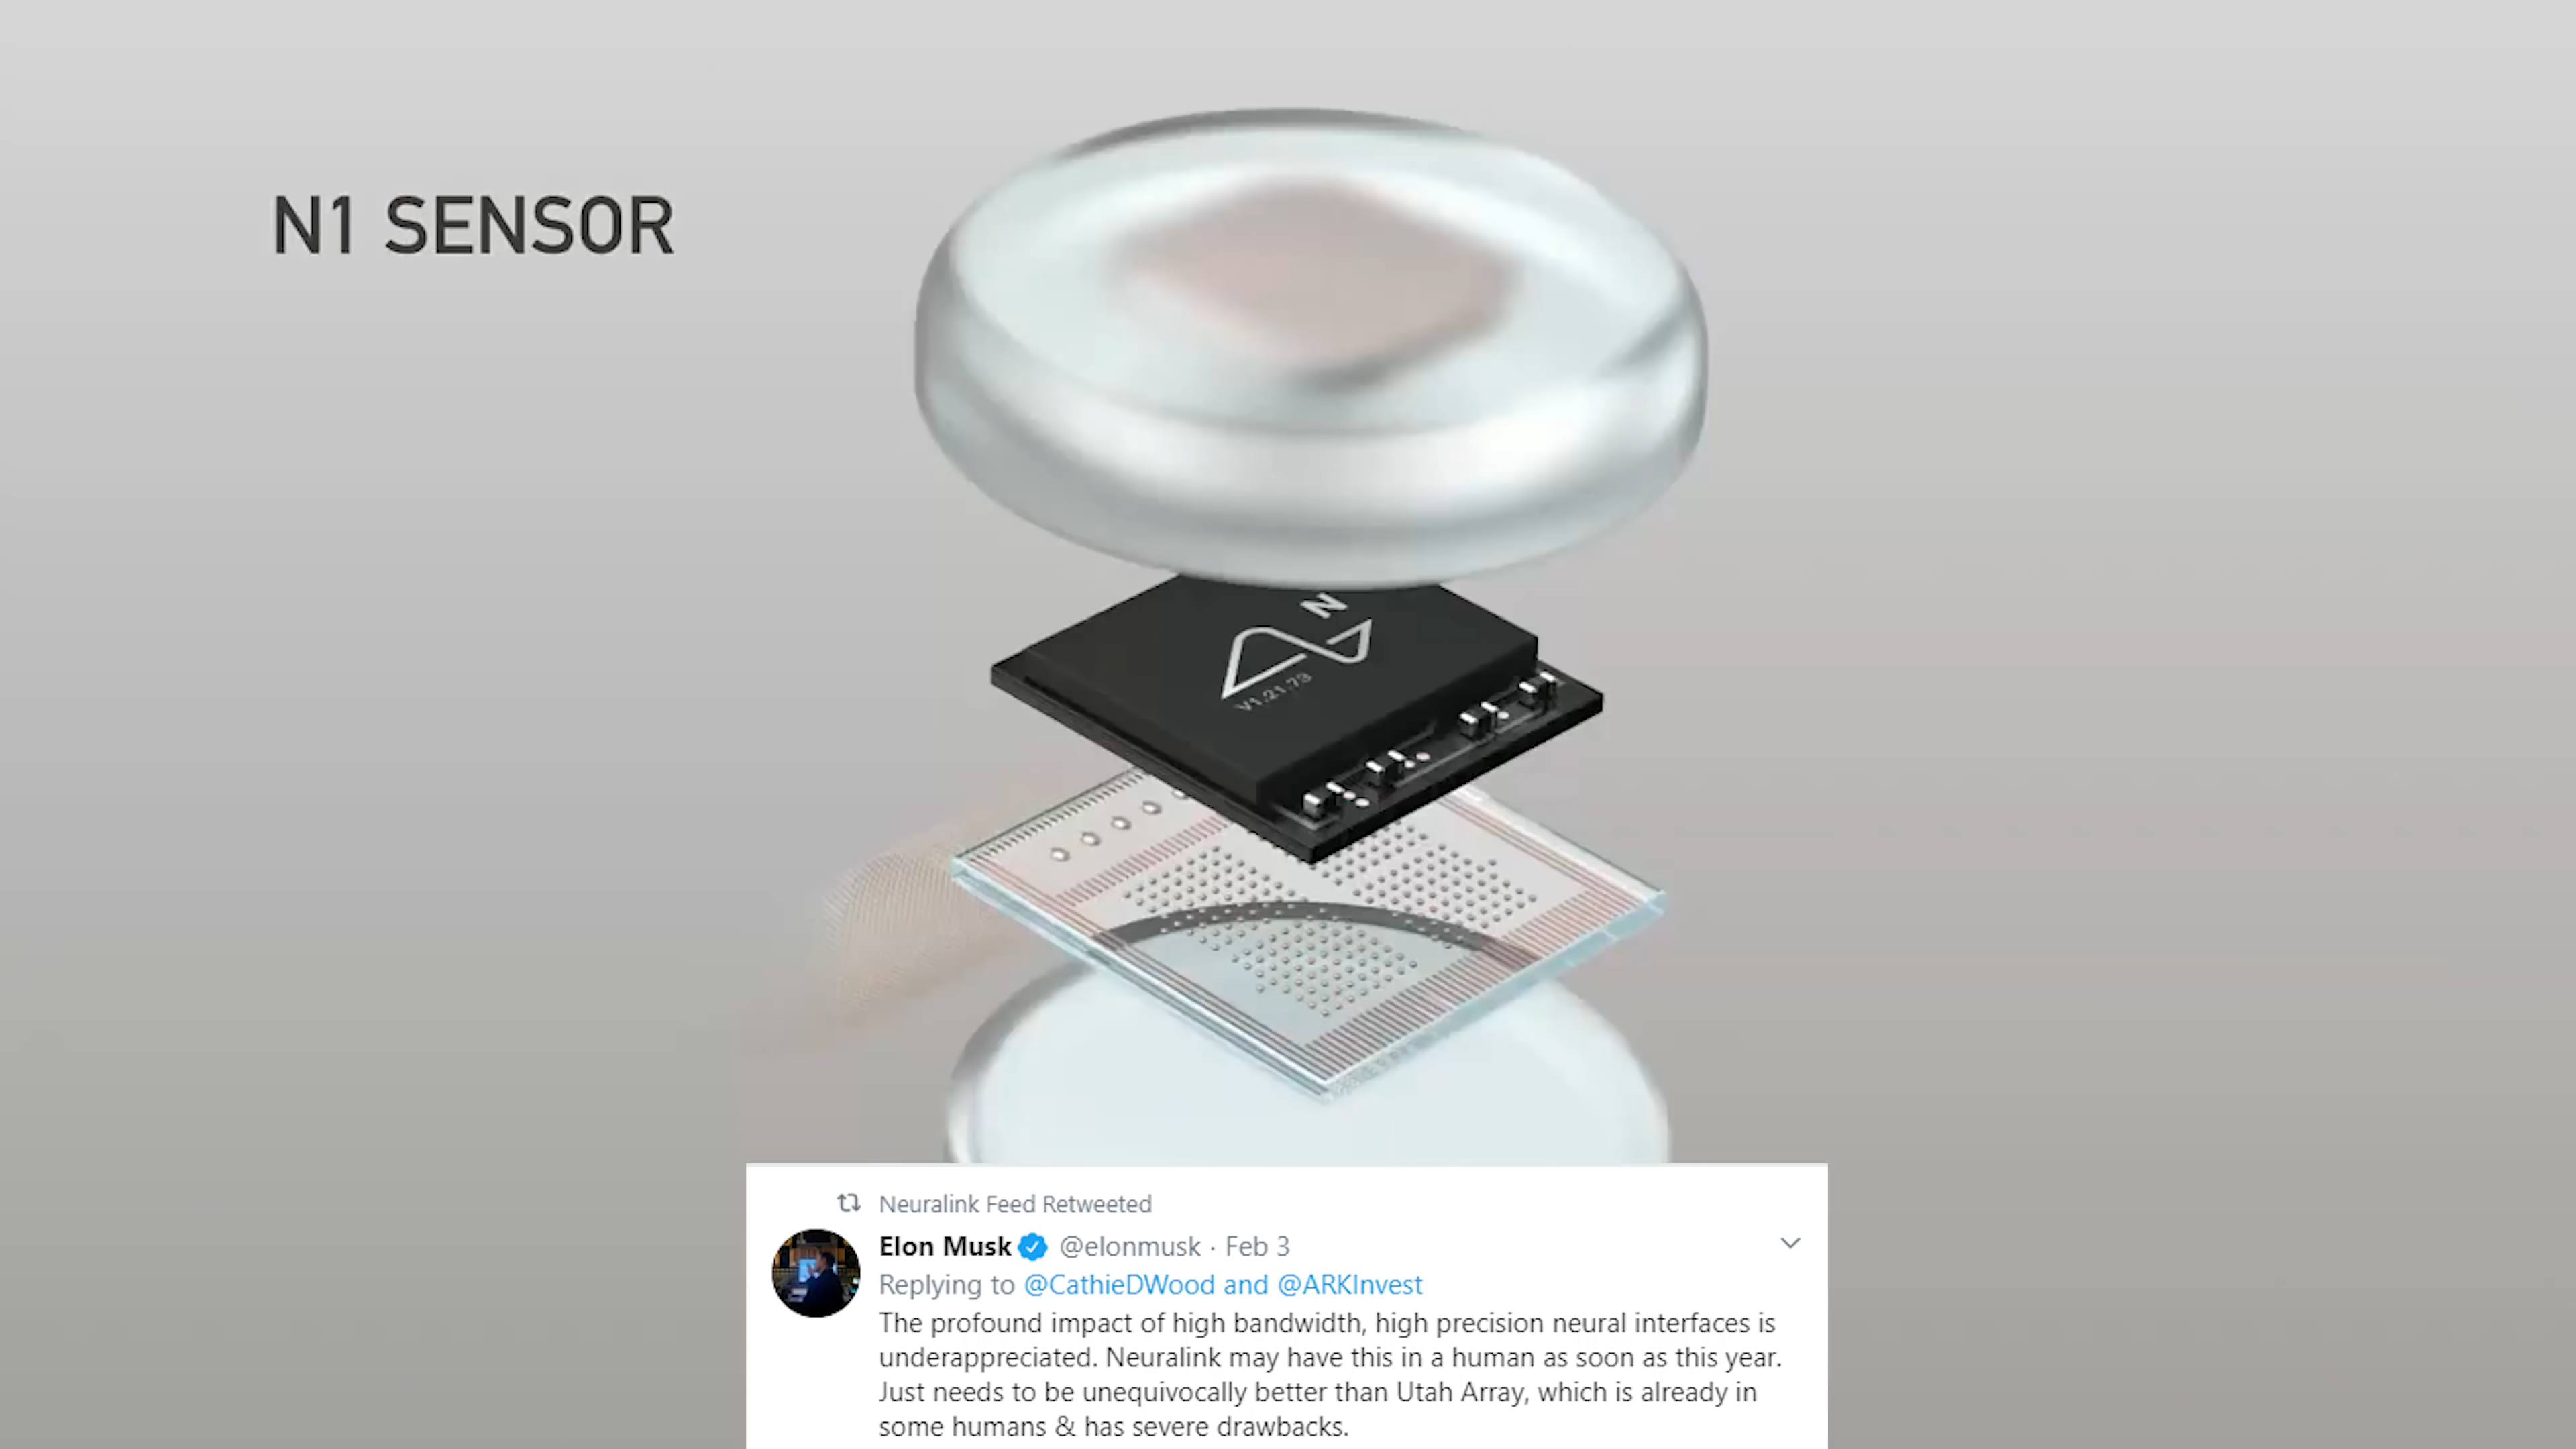 N1 SENSOR
N
V1.21.73
Neuralink Feed Retweeted
Elon Musk @elonmusk · Feb 3
Replying to @CathieDWood and @ARKInvest
The profound impact of high bandwidth, high precision neural interfaces is
underappreciated. Neuralink may have this in a human as soon as this year.
Just needs to be unequivocally better than Utah Array, which is already in
some humans & has severe drawbacks.